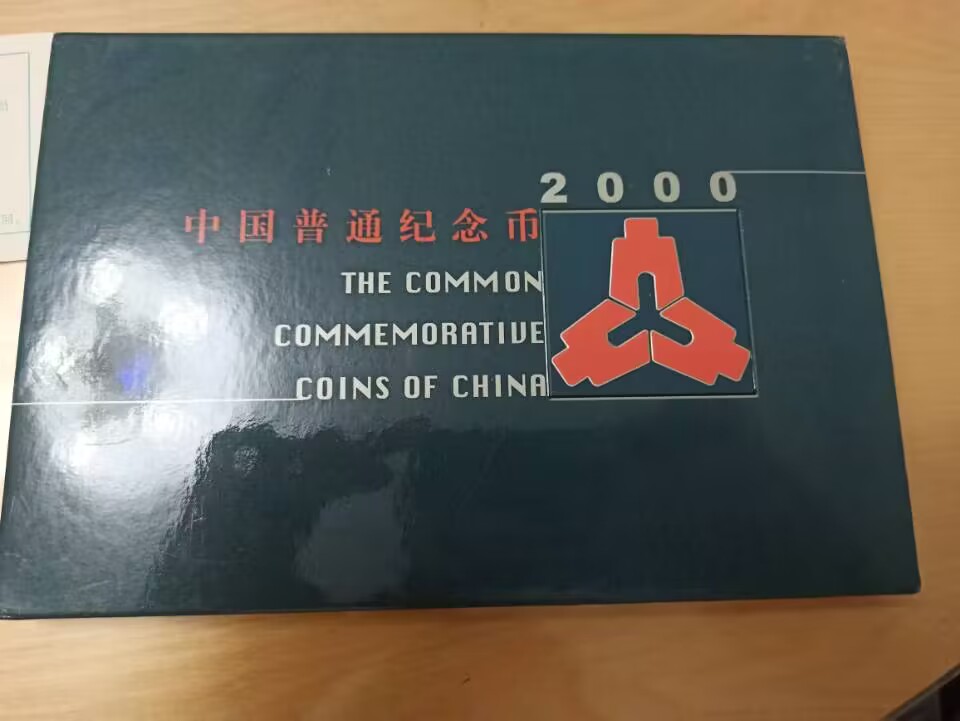 2000
中国普通纪念币
THE COMMON
COMMEMORATIVE
COINS OF CHINA